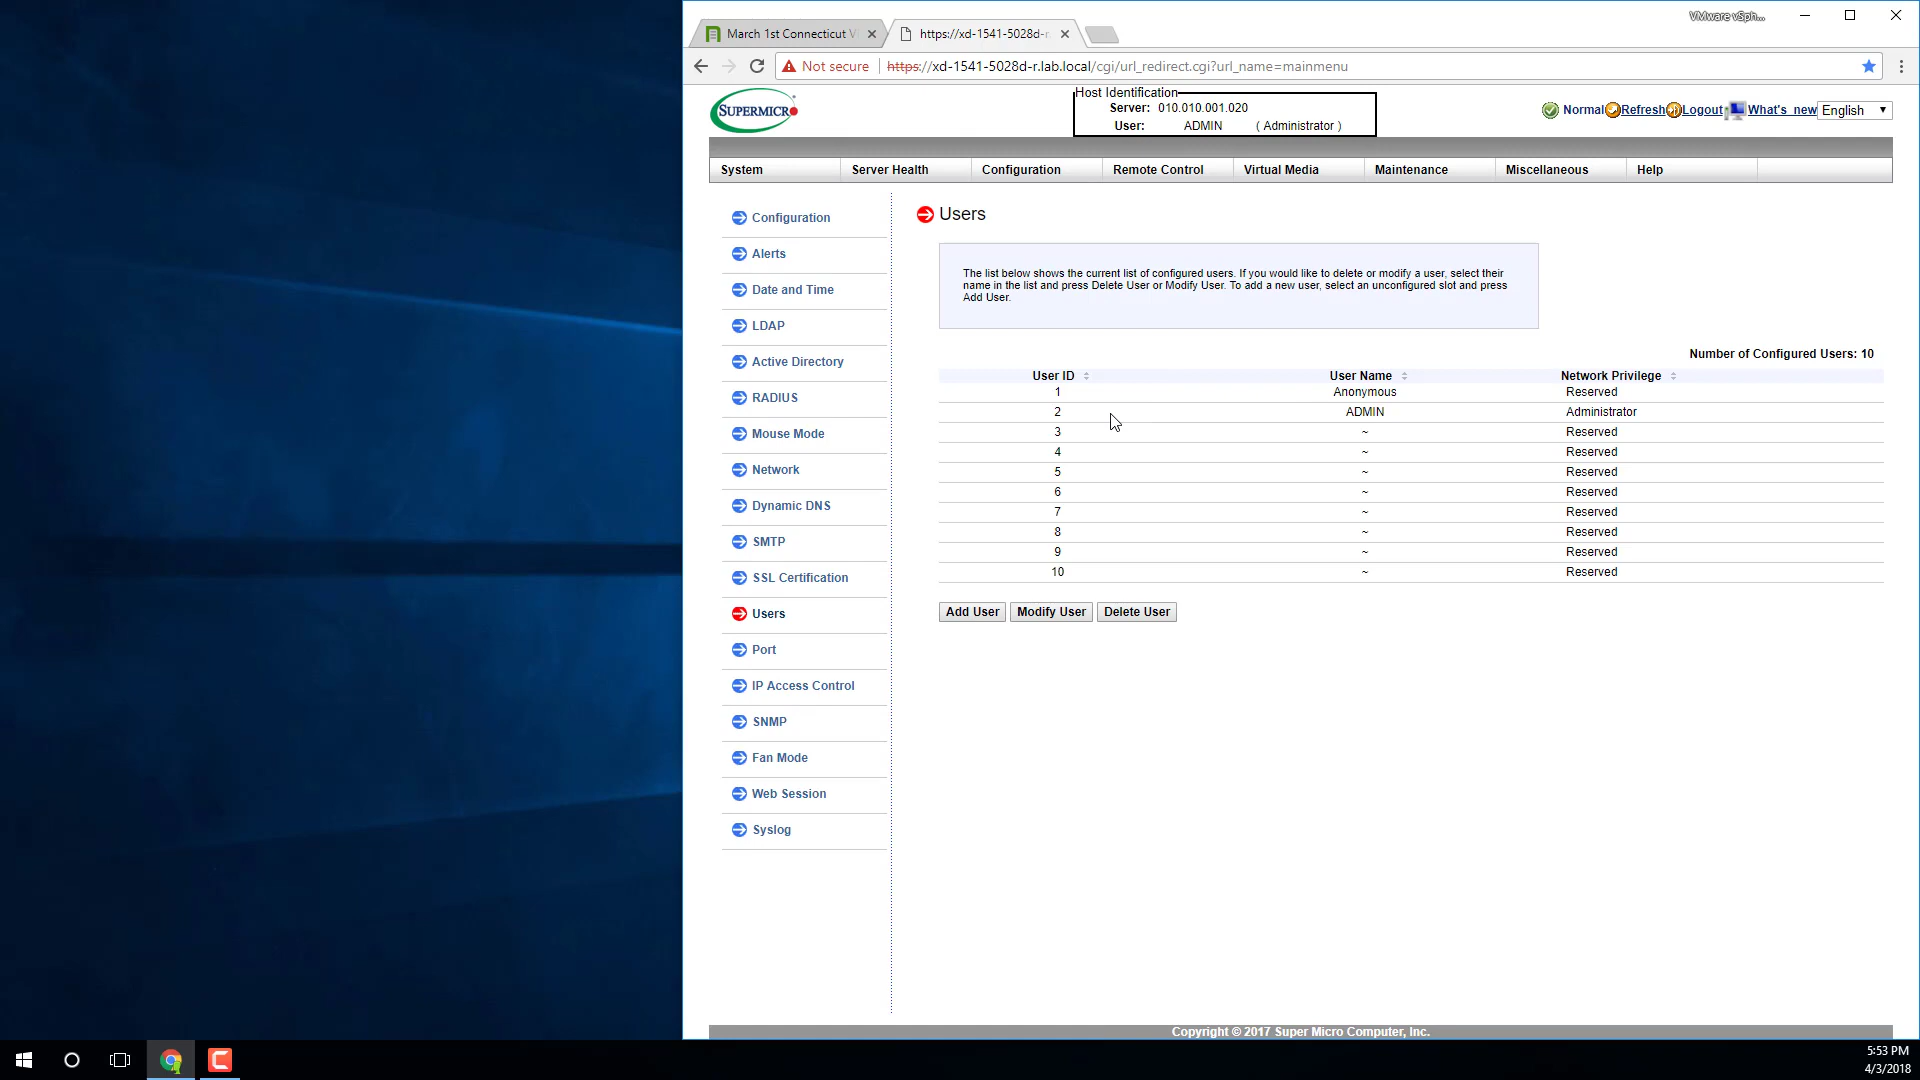 VMware vSph...
March 1st Connecticut V
https://xd-1541-5028d-r.
Not secure
https://xd-1541-5028d-r.lab.local/cgi/url_redirect.cgi?url_name=mainmenu
SUPERMICR
Host Identification
Server: 010.010.001.020
User: ADMIN ( Administrator )
Normal Refresh Logout What's new English
System Server Health Configuration Remote Control Virtual Media Maintenance Miscellaneous Help
Configuration
Alerts
Date and Time
LDAP
Active Directory
RADIUS
Mouse Mode
Network
Dynamic DNS
SMTP
SSL Certification
Users
Port
IP Access Control
SNMP
Fan Mode
Web Session
Syslog
Users
The list below shows the current list of configured users. If you would like to delete or modify a user, select their
name in the list and press Delete User or Modify User. To add a new user, select an unconfigured slot and press
Add User.
Number of Configured Users: 10
User ID User Name Network Privilege
1 Anonymous Reserved
2 ADMIN Administrator
3 ~ Reserved
4 ~ Reserved
5 ~ Reserved
6 ~ Reserved
7 ~ Reserved
8 ~ Reserved
9 ~ Reserved
10 ~ Reserved
Add User Modify User Delete User
Copyright © 2017 Super Micro Computer, Inc.
5:53 PM
4/3/2018